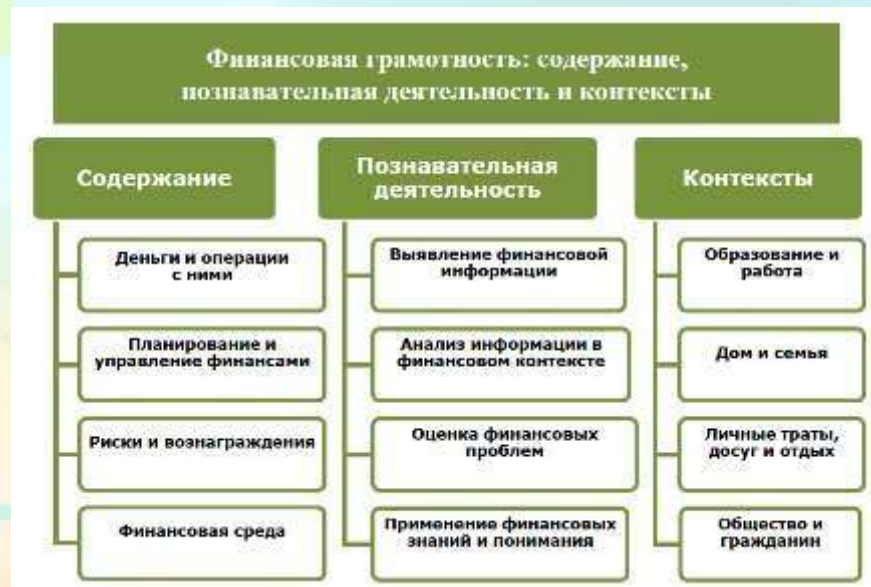 Финансовая грамотность: содержание,
познавательная деятельность и контексты
Содержание
Деньги и операции
с ними
Планирование и
управление финансами
Риски и вознаграждения
Финансовая среда
Познавательная
деятельность
Выявление финансовой
информации
Анализ информации в
финансовом контексте
Оценка финансовых
проблем
Применение финансовых
знаний и понимания
Контексты
Образование и
работа
Дом и семья
Личные траты,
досуг и отдых
Общество и
гражданин